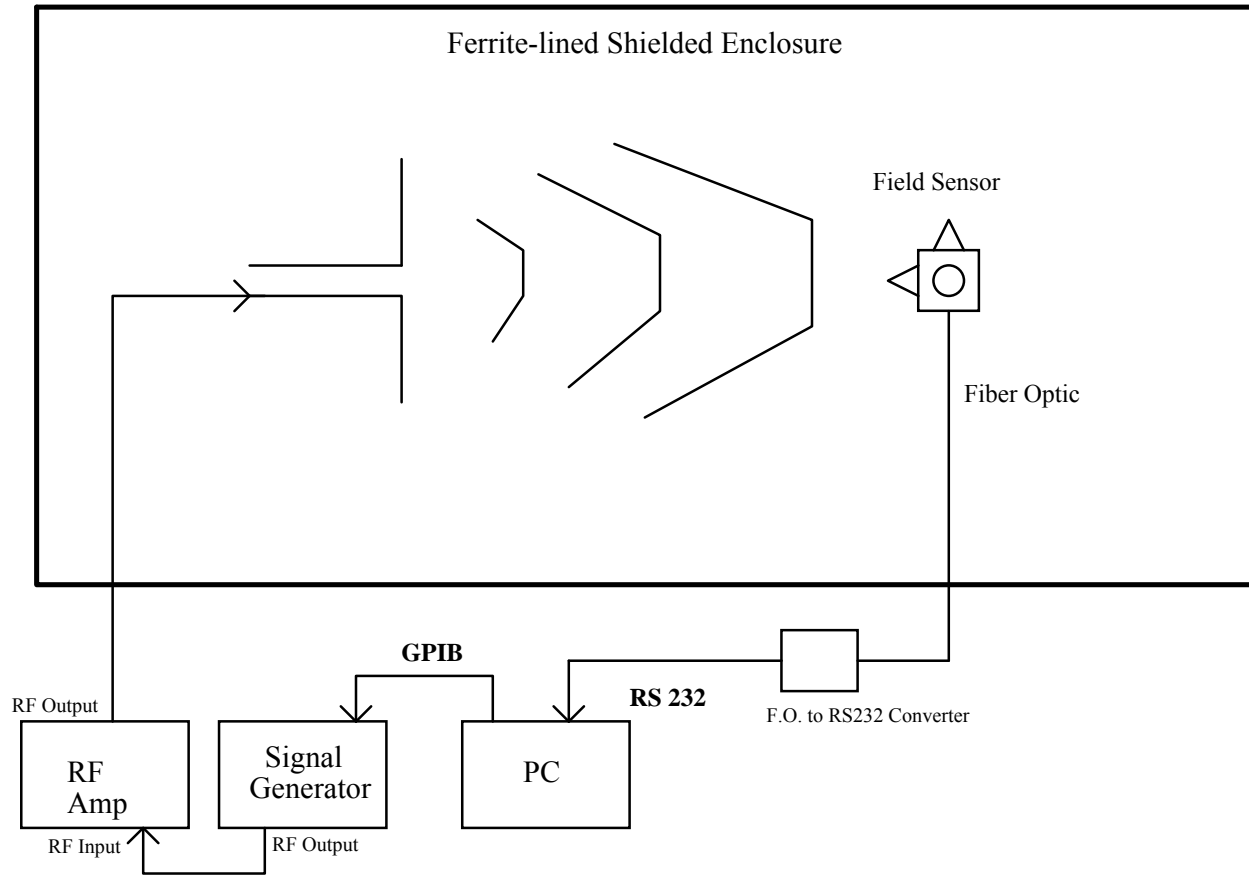 Ferrite-lined Shielded Enclosure
Field Sensor
Fiber Optic
GPIB
RS 232
F.O. to RS232 Converter
RF Output
RF
Amp
Signal
Generator
PC
RF Input
RF Output